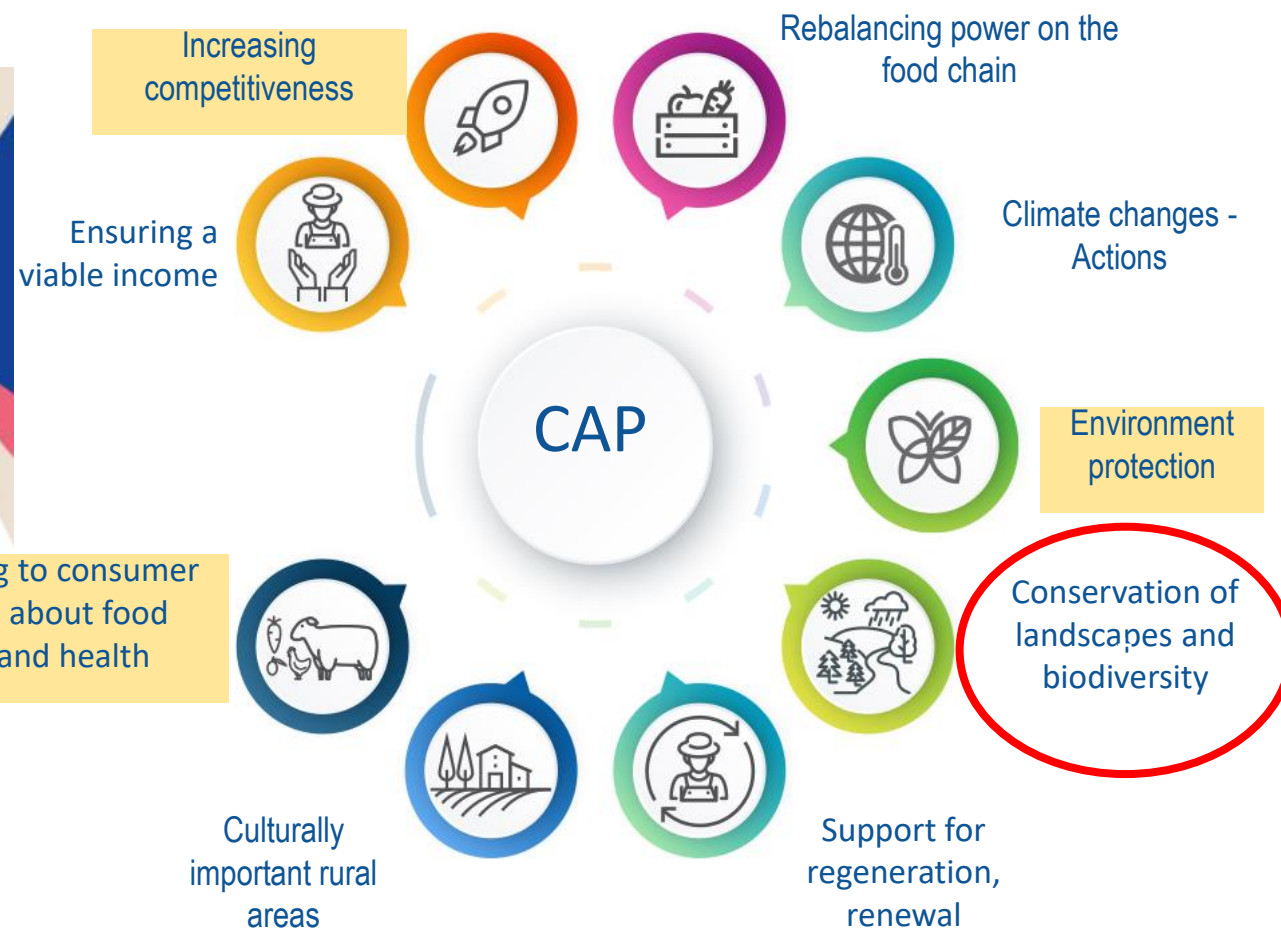 Increasing
competitiveness
Rebalancing power on the
food chain
Ensuring a
viable income
Climate changes -
Actions
CAP
Environment
protection
to consumer
about food
and health
Conservation of
landscapes and
biodiversity
Culturally
important rural
areas
Support for
regeneration,
renewal